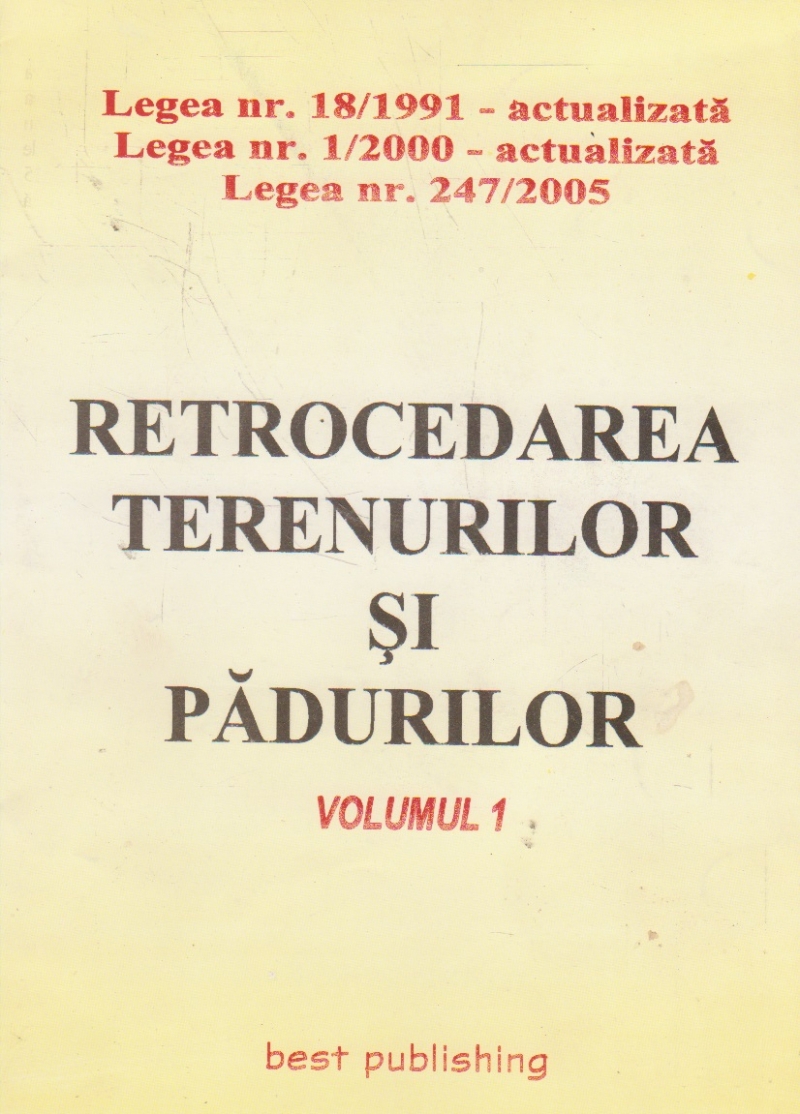 Legea nr. 18/1991 - actualizată
Legea nr. 1/2000 - actualizată
Legea nr. 247/2005
RETROCEDAREA
TERENURILOR
ŞI
PĂDURILOR
VOLUMUL 1
best publishing